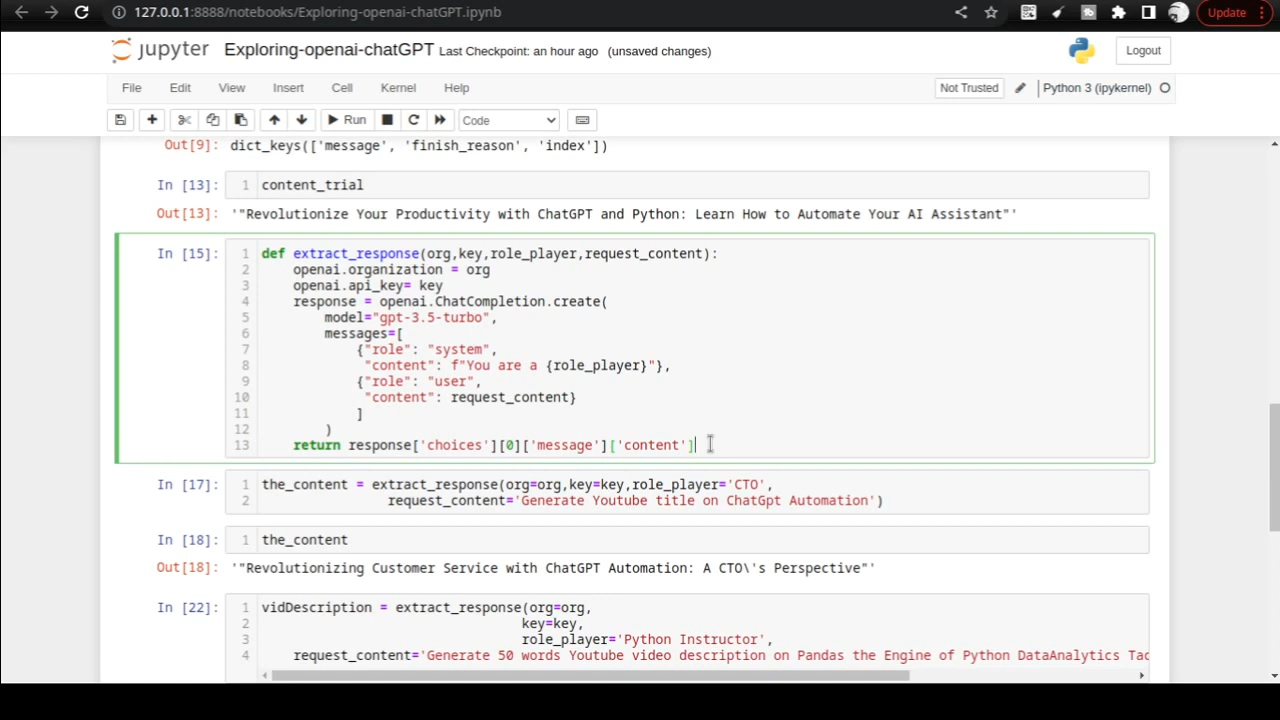 127.0.0.1:8888/notebooks/Exploring-openai-chatGPT.ipynb
Update
jupyter Exploring-openai-chatGPT Last Checkpoint: an hour ago (unsaved changes)
Logout
File Edit View Insert Cell Kernel Help
Not Trusted
Python 3 (ipykernel)
Run
Code
Out[9]: dict_keys(['message', 'finish_reason', 'index'])
In [13]: 1 content_trial
Out[13]: '"Revolutionize Your Productivity with ChatGPT and Python: Learn How to Automate Your AI Assistant"'
In [15]: 1 def extract_response(org,key,role_player,request_content):
2 openai.organization = org
3 openai.api_key= key
4 response = openai.ChatCompletion.create(
5 model="gpt-3.5-turbo",
6 messages=[
7 {"role": "system",
8 "content": f"You are a {role_player}"},
9 {"role": "user",
10 "content": request_content}
11 ]
12 )
13 return response['choices'][0]['message']['content']
In [17]: 1 the_content = extract_response(org=org,key=key,role_player='CTO',
2 request_content='Generate Youtube title on ChatGpt Automation')
In [18]: 1 the_content
Out[18]: '"Revolutionizing Customer Service with ChatGPT Automation: A CTO\'s Perspective"'
In [22]: 1 vidDescription = extract_response(org=org,
2 key=key,
3 role_player='Python Instructor',
4 request_content='Generate 50 words Youtube video description on Pandas the Engine of Python DataAnalytics Tac